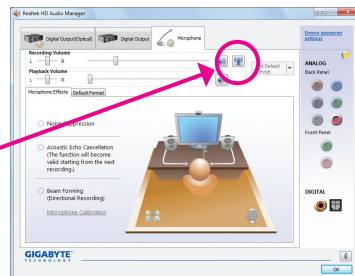 Realtek HD Audio Manager
Digital Output(Optical)
Digital Output
Microphone
Device advanced settings
Recording Volume
L
R
Set Default
Device
Playback Volume
L
R
Microphone Effects
Default Format
Noise Suppression
Acoustic Echo Cancellation
(The function will become
valid starting from the next
recording.)
Beam Forming
(Directional Recording)
Microphone Calibration
ANALOG
Back Panel
Front Panel
DIGITAL
GIGABYTE
TECHNOLOGY
OK